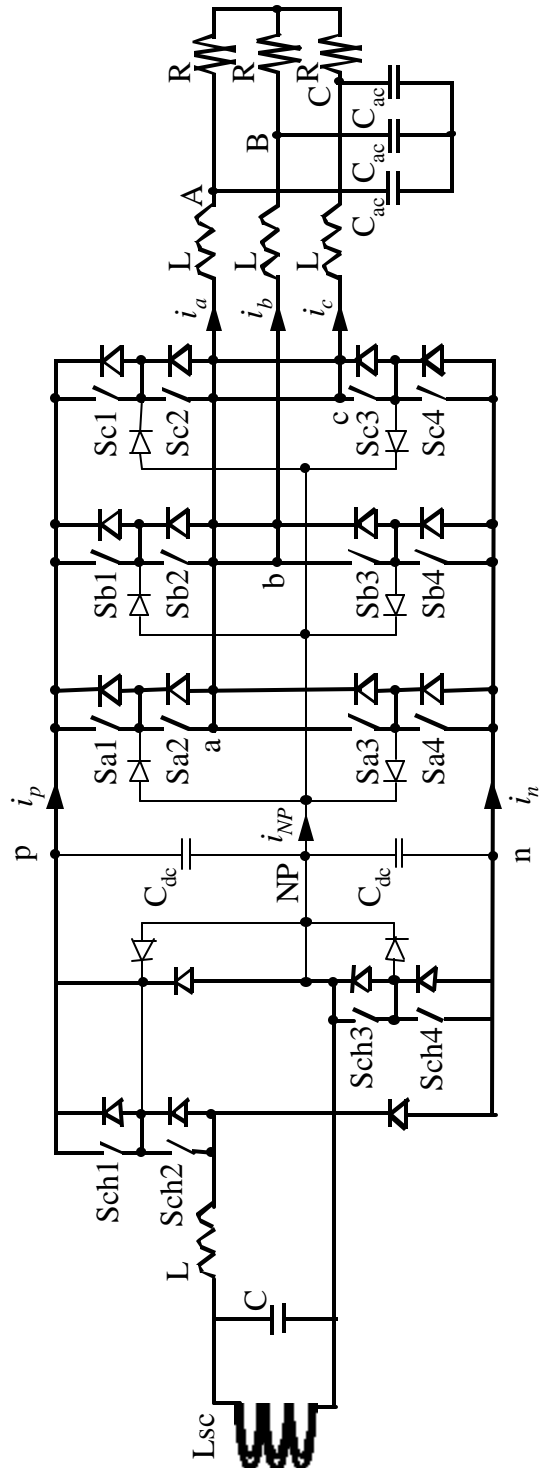 Lsc
C
L
Sch1
Sch2
Sch3
Sch4
p
NP
n
C_dc
C_dc
i_p
i_NP
i_n
Sa1
Sa2
a
Sa3
Sa4
Sb1
Sb2
b
Sb3
Sb4
Sc1
Sc2
c
Sc3
Sc4
i_a
i_b
i_c
L
L
L
A
B
C
R
R
R
C_ac
C_ac
C_ac